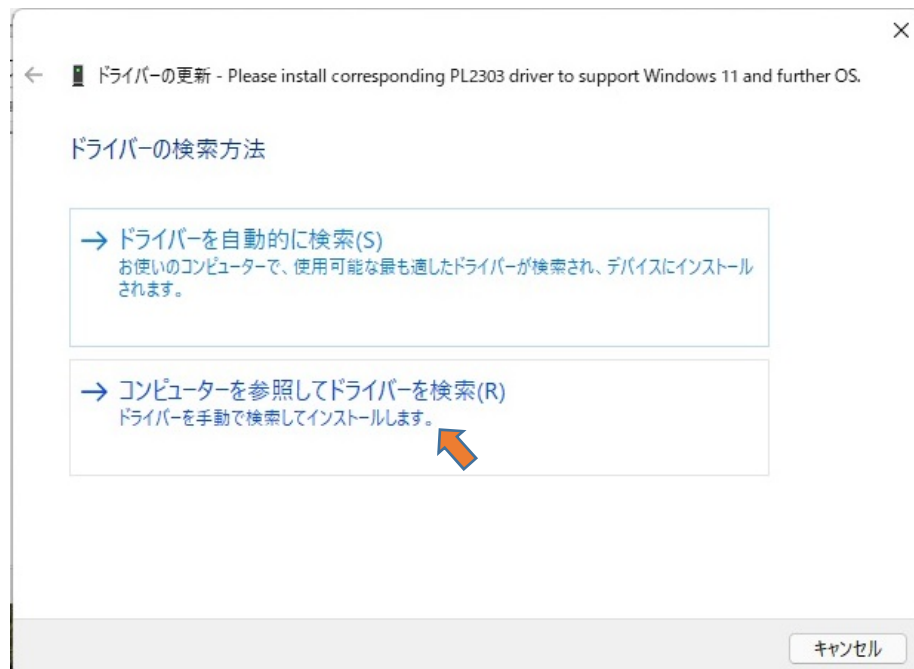 ドライバーの更新 - Please install corresponding PL2303 driver to support Windows 11 and further OS.
ドライバーの検索方法
ドライバーを自動的に検索(S)
お使いのコンピューターで、使用可能な最も適したドライバーが検索され、デバイスにインストール
されます。
コンピューターを参照してドライバーを検索(R)
ドライバーを手動で検索してインストールします。
キャンセル